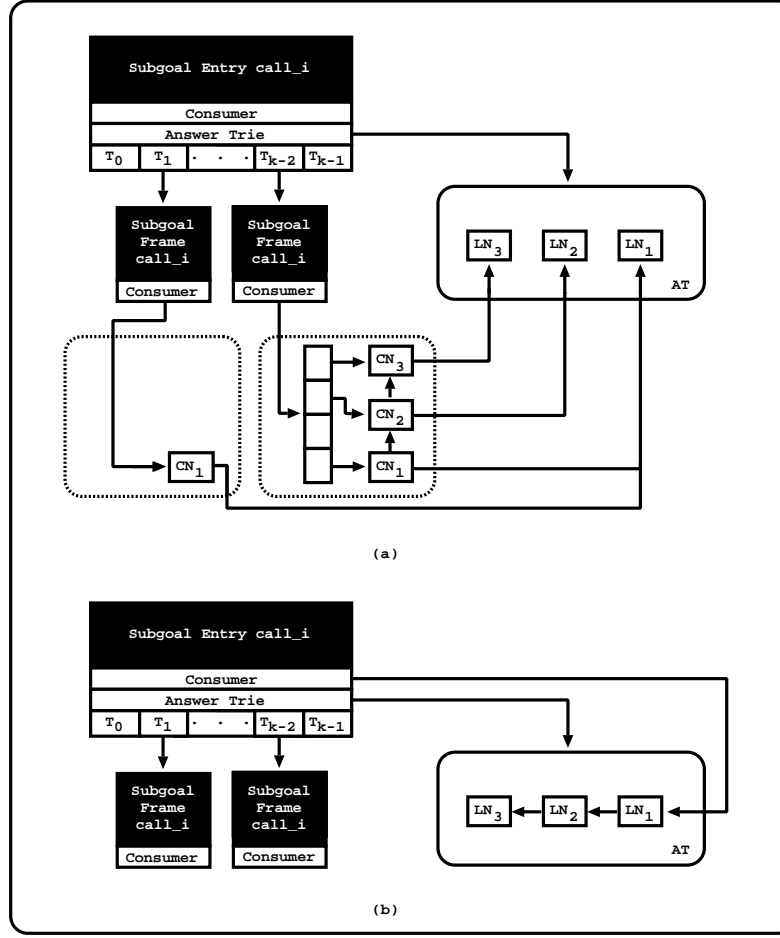 Subgoal Entry call_i
Consumer
Answer Trie
T0 T1 . . . Tk-2 Tk-1
Subgoal
Frame
call_i
Consumer
Subgoal
Frame
call_i
Consumer
LN3 LN2 LN1
AT
CN3
CN2
CN1
CN1
(a)
Subgoal Entry call_i
Consumer
Answer Trie
T0 T1 . . . Tk-2 Tk-1
Subgoal
Frame
call_i
Consumer
Subgoal
Frame
call_i
Consumer
LN3 LN2 LN1
AT
(b)